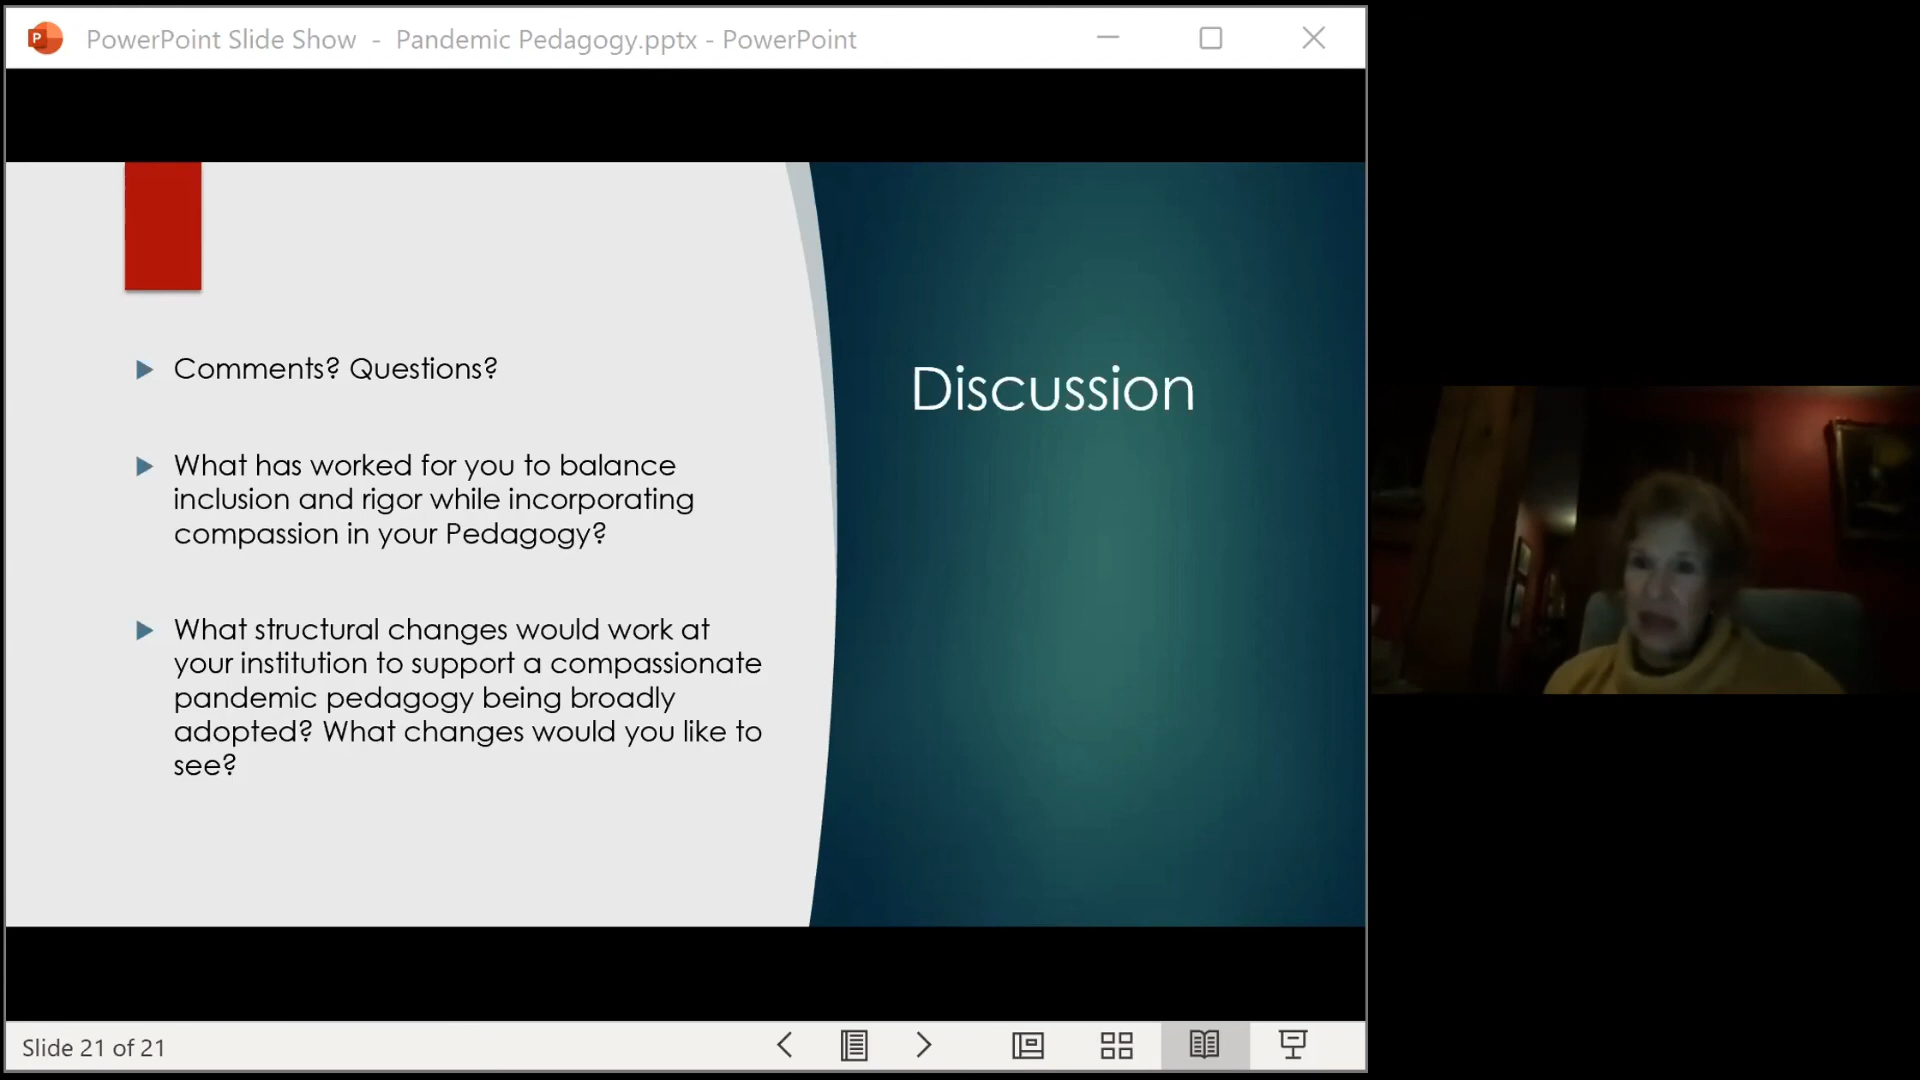 PowerPoint Slide Show - Pandemic Pedagogy.pptx - PowerPoint
Comments? Questions?
What has worked for you to balance
inclusion and rigor while incorporating
compassion in your Pedagogy?
What structural changes would work at
your institution to support a compassionate
pandemic pedagogy being broadly
adopted? What changes would you like to
see?
Discussion
Slide 21 of 21